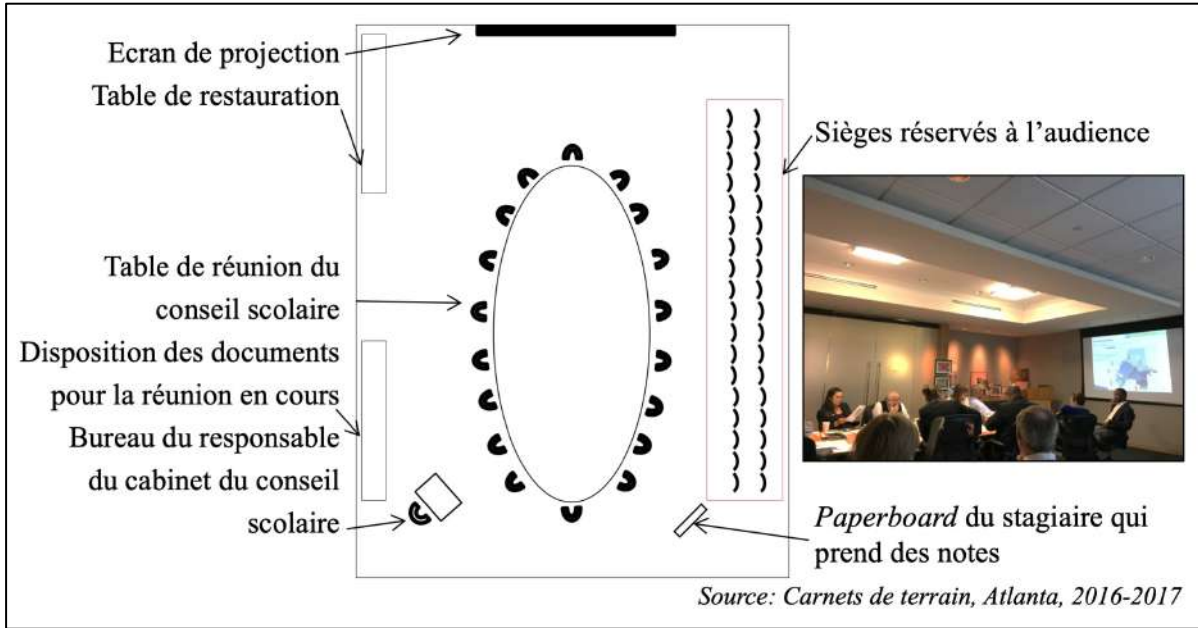 Ecran de projection
Table de restauration
Table de réunion du
conseil scolaire
Disposition des documents
pour la réunion en cours
Bureau du responsable
du cabinet du conseil
scolaire
Sièges réservés à l’audience
Paperboard du stagiaire qui
prend des notes
Source: Carnets de terrain, Atlanta, 2016-2017